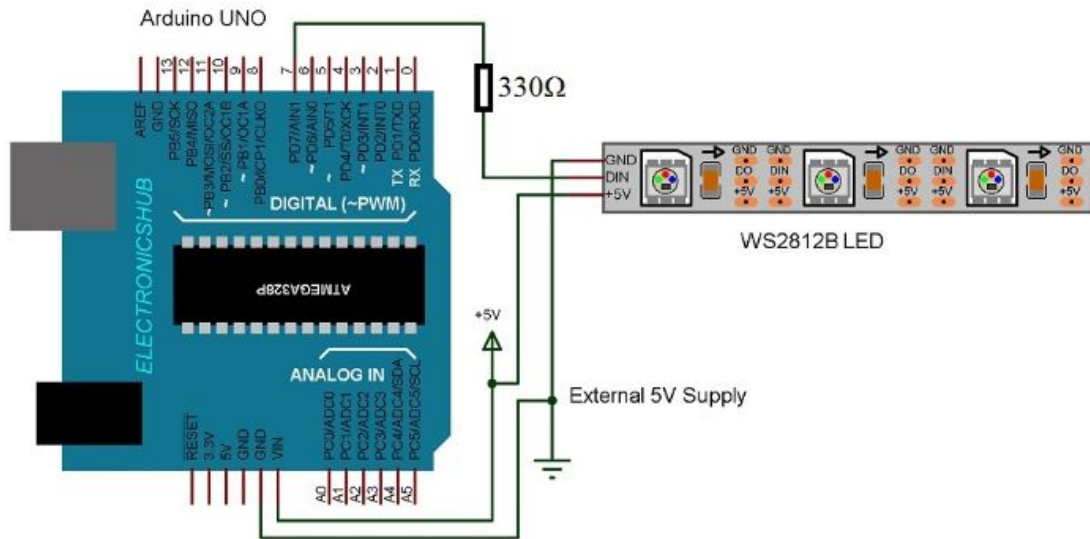 Arduino UNO
AREF
GND
13
12
11
10
9
8
7
6
5
4
3
2
1
0
PB5/SCK
PB4/MISO
~PB3/MOSI/OC2A
~PB2/SS/OC1B
~PB1/OC1A
PB0/ICP1/CLKO
PD7/AIN1
~PD6/AIN0
~PD5/T1
PD4/T0/XCK
~PD3/INT1
PD2/INT0
TX PD1/TXD
RX PD0/RXD
DIGITAL (~PWM)
330Ω
GND
DIN
+5V
GND
DO
+5V
GND
DIN
+5V
GND
DO
+5V
GND
DIN
+5V
GND
DO
+5V
WS2812B LED
ELECTRONICSHUB
ATMEGA328P
+5V
ANALOG IN
External 5V Supply
RESET
3.3V
5V
GND
GND
VIN
PC0/ADC0
PC1/ADC1
PC2/ADC2
PC3/ADC3
PC4/ADC4/SDA
PC5/ADC5/SCL
A0
A1
A2
A3
A4
A5